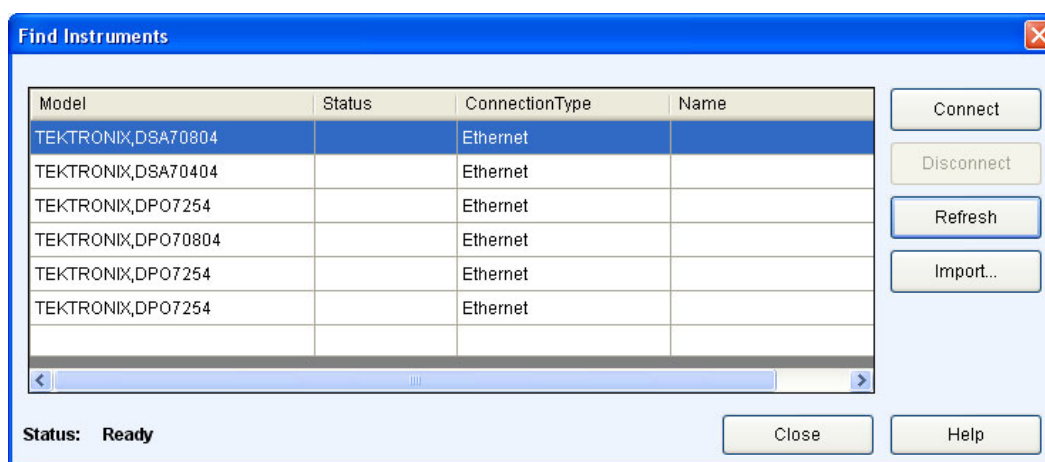 Find Instruments
Model Status ConnectionType Name
TEKTRONIX,DSA70804 Ethernet
TEKTRONIX,DSA70404 Ethernet
TEKTRONIX,DPO7254 Ethernet
TEKTRONIX,DPO70804 Ethernet
TEKTRONIX,DPO7254 Ethernet
TEKTRONIX,DPO7254 Ethernet
Connect
Disconnect
Refresh
Import...
Status: Ready
Close
Help